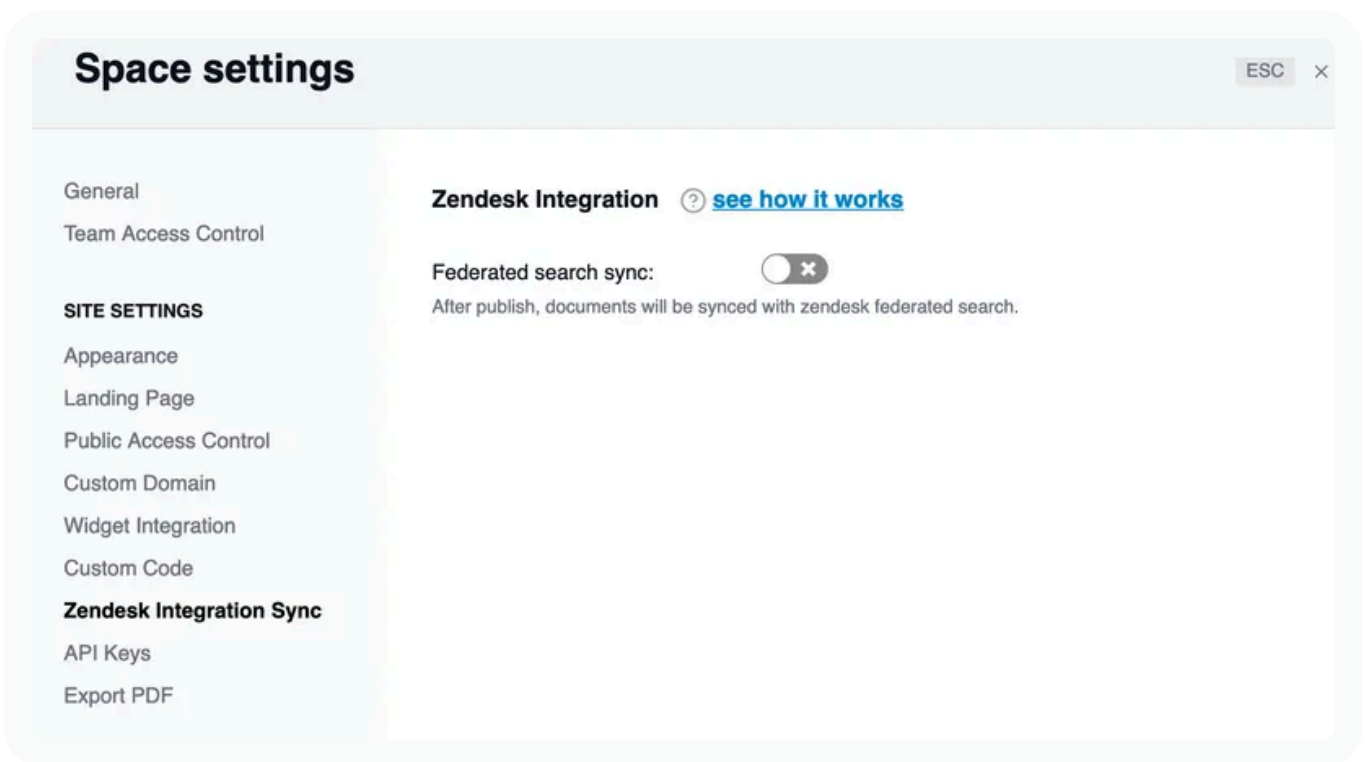 Space settings
ESC ×
General
Team Access Control
SITE SETTINGS
Appearance
Landing Page
Public Access Control
Custom Domain
Widget Integration
Custom Code
Zendesk Integration Sync
API Keys
Export PDF
Zendesk Integration ? see how it works
Federated search sync:
After publish, documents will be synced with zendesk federated search.